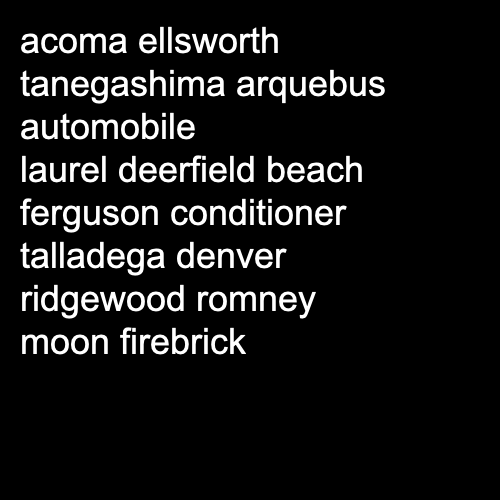 acoma ellsworth
tanegashima arquebus
automobile
laurel deerfield beach
ferguson conditioner
talladega denver
ridgewood romney
moon firebrick